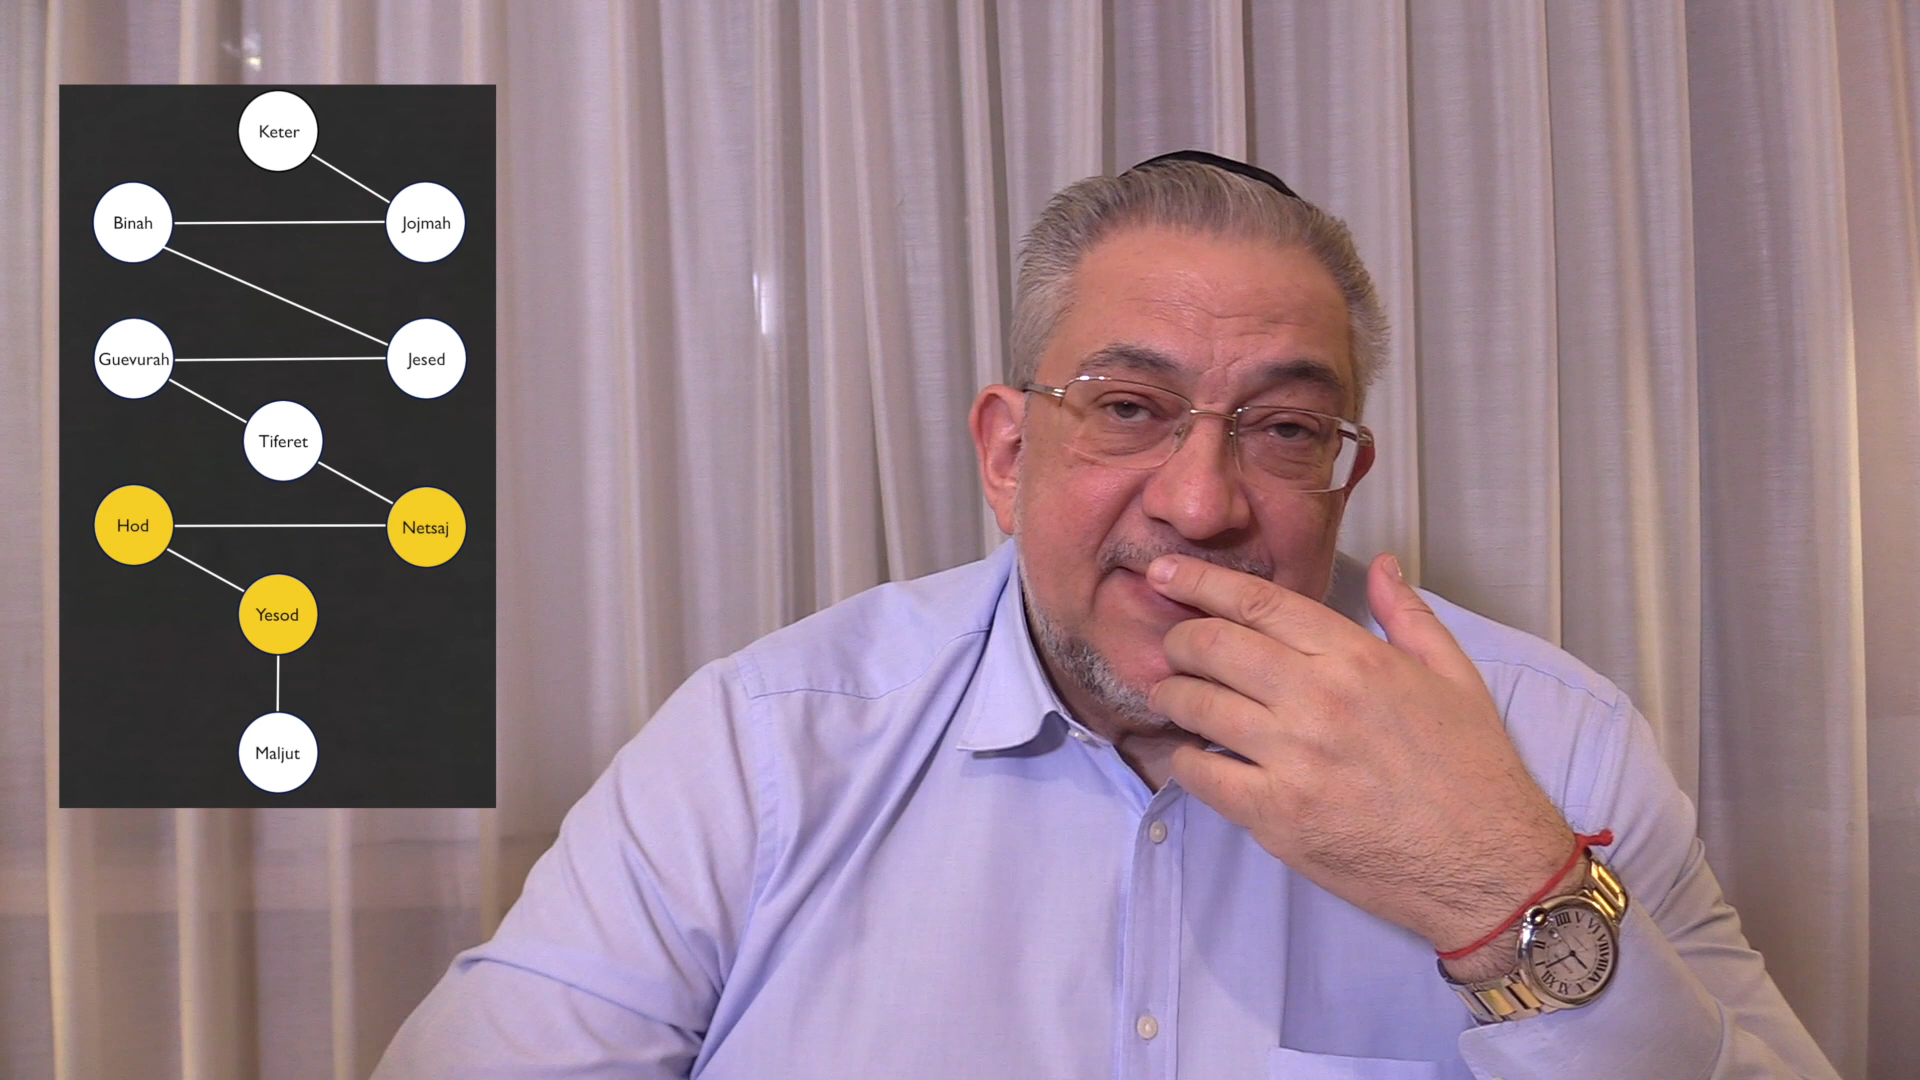 Keter
Binah
Jojmah
Guevurah
Jesed
Tiferet
Hod
Netsaj
Yesod
Maljut